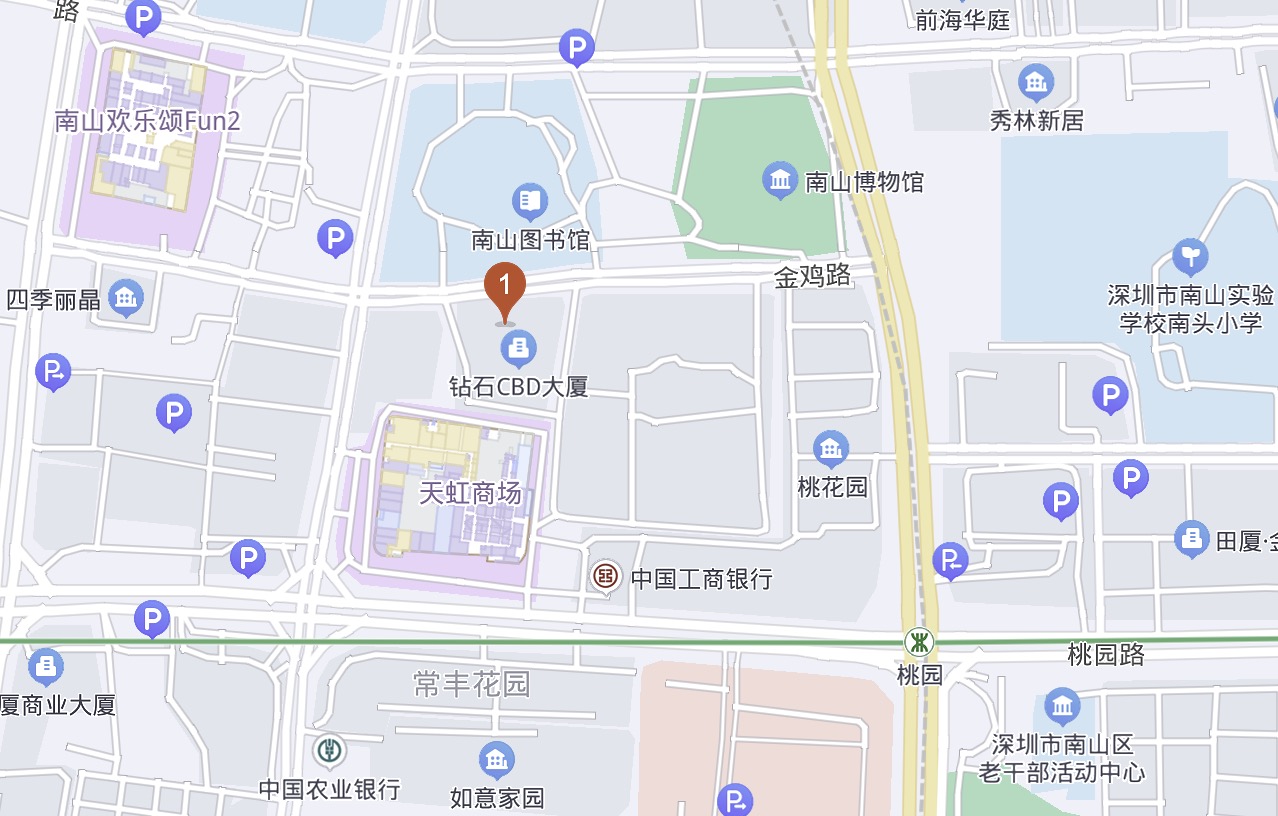 路
P
P
前海华庭
南山欢乐颂Fun2
秀林新居
南山博物馆
P
南山图书馆
金鸡路
1
四季丽晶
深圳市南山实验
学校南头小学
P
P
P
钻石CBD大厦
桃花园
天虹商场
P
P
P
P
田厦·金
中国工商银行
P
桃园路
桃园
常丰花园
厦商业大厦
深圳市南山区
老干部活动中心
中国农业银行
如意家园
P